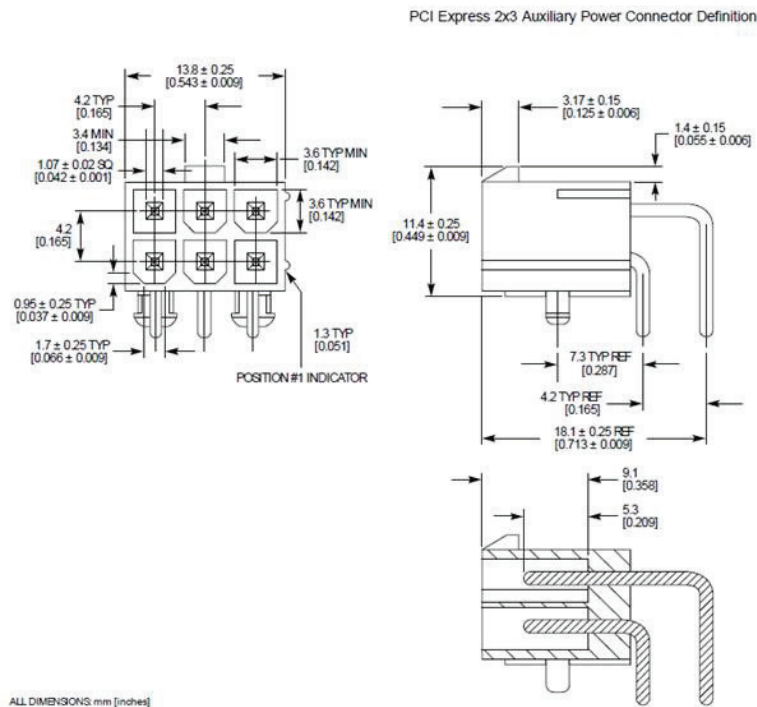 PCI Express 2x3 Auxiliary Power Connector Definition
13.8 ± 0.25
[0.543 ± 0.009]
4.2 TYP
[0.165]
3.4 MIN
[0.134]
1.07 ± 0.02 SQ
[0.042 ± 0.001]
3.6 TYP MIN
[0.142]
3.6 TYP MIN
[0.142]
4.2
[0.165]
0.95 ± 0.25 TYP
[0.037 ± 0.009]
1.7 ± 0.25 TYP
[0.066 ± 0.009]
1.3 TYP
[0.051]
POSITION #1 INDICATOR
3.17 ± 0.15
[0.125 ± 0.006]
1.4 ± 0.15
[0.055 ± 0.006]
11.4 ± 0.25
[0.449 ± 0.009]
7.3 TYP REF
[0.287]
4.2 TYP REF
[0.165]
18.1 ± 0.25 REF
[0.713 ± 0.009]
9.1
[0.358]
5.3
[0.209]
ALL DIMENSIONS: mm [inches]